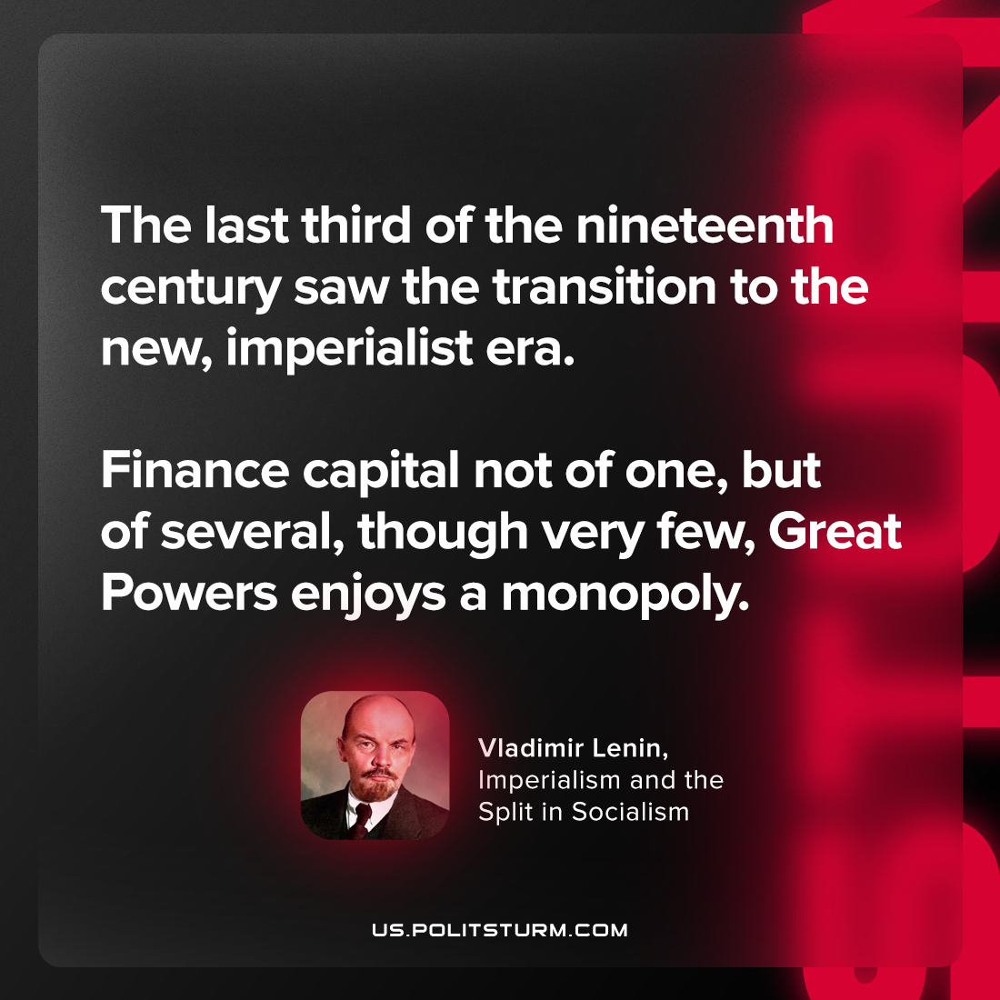 The last third of the nineteenth
century saw the transition to the
new, imperialist era.
Finance capital not of one, but
of several, though very few, Great
Powers enjoys a monopoly.
Vladimir Lenin,
Imperialism and the
Split in Socialism
US.POLITSTURM.COM